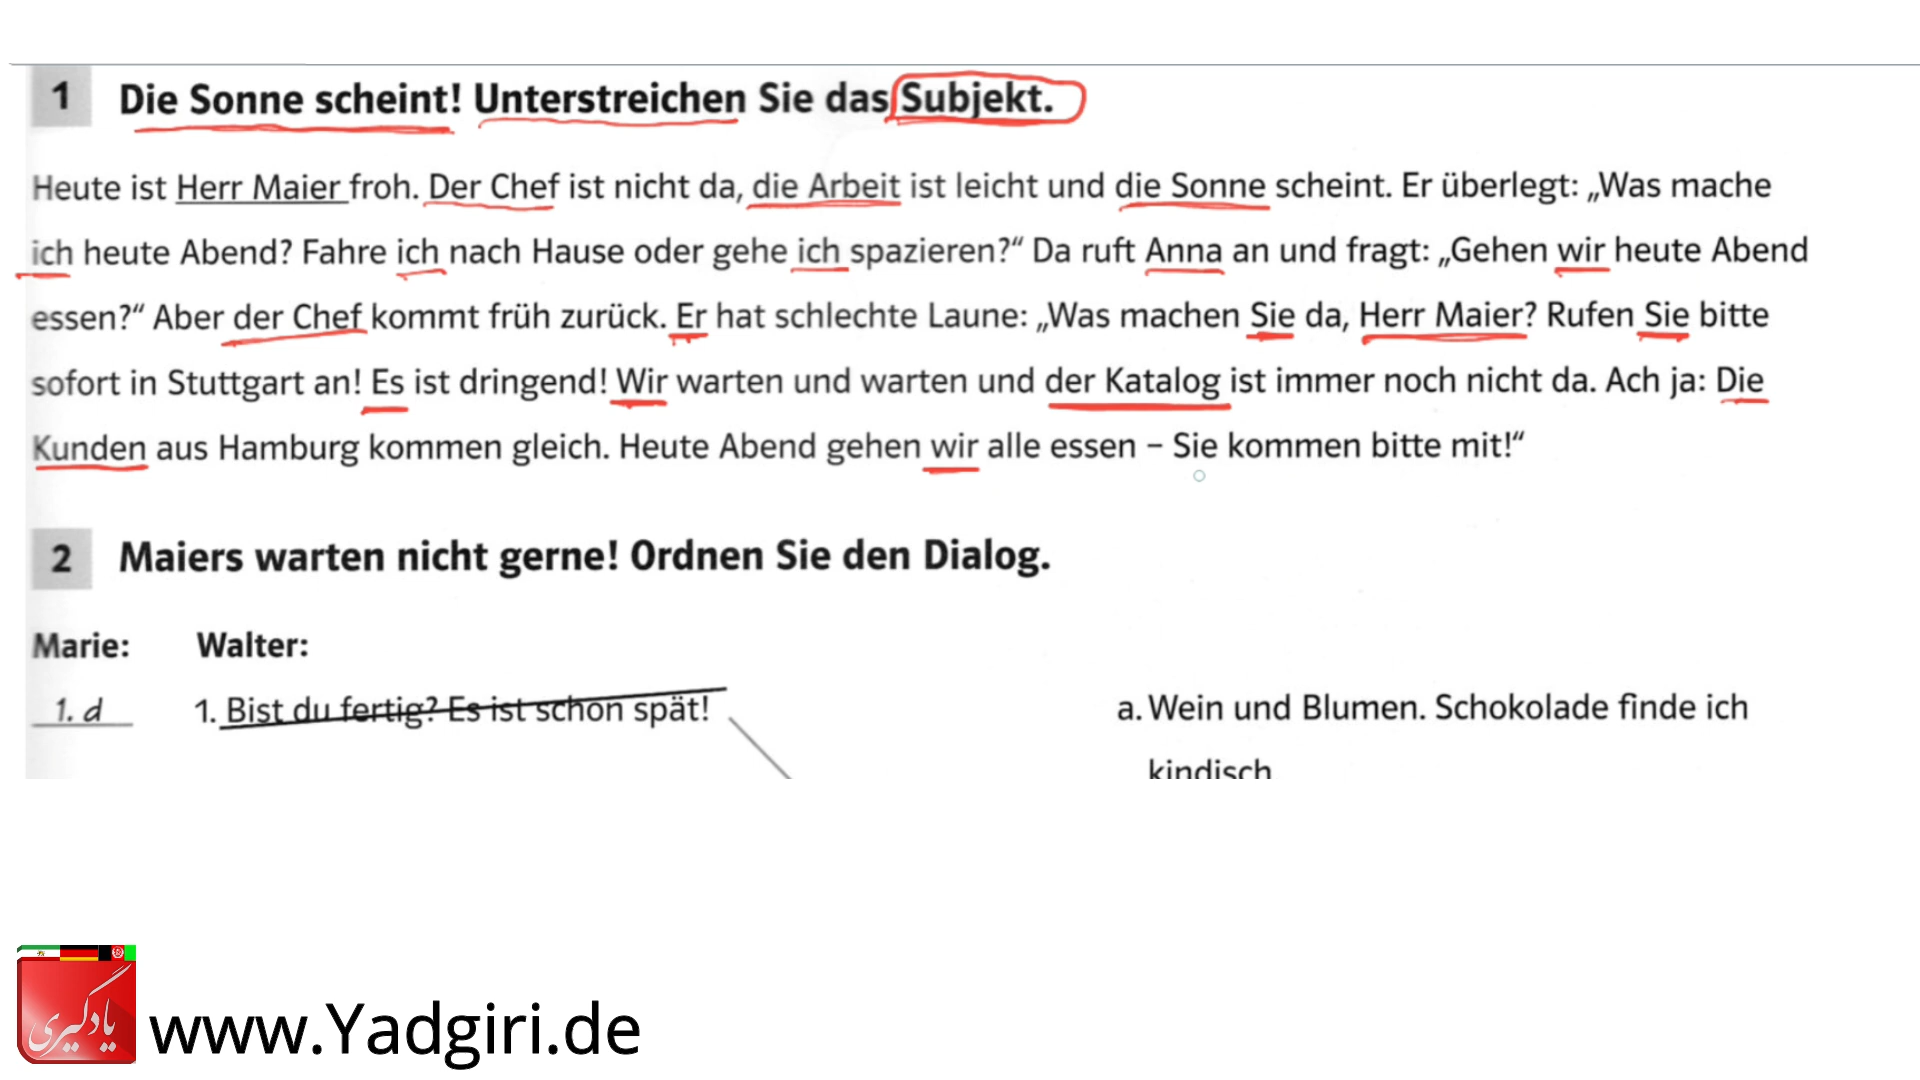 1 Die Sonne scheint! Unterstreichen Sie das Subjekt.
Heute ist Herr Maier froh. Der Chef ist nicht da, die Arbeit ist leicht und die Sonne scheint. Er überlegt: „Was mache
ich heute Abend? Fahre ich nach Hause oder gehe ich spazieren?“ Da ruft Anna an und fragt: „Gehen wir heute Abend
essen?“ Aber der Chef kommt früh zurück. Er hat schlechte Laune: „Was machen Sie da, Herr Maier? Rufen Sie bitte
sofort in Stuttgart an! Es ist dringend! Wir warten und warten und der Katalog ist immer noch nicht da. Ach ja: Die
Kunden aus Hamburg kommen gleich. Heute Abend gehen wir alle essen – Sie kommen bitte mit!“
2 Maiers warten nicht gerne! Ordnen Sie den Dialog.
Marie: Walter:
1. d 1. Bist du fertig? Es ist schon spät! a. Wein und Blumen. Schokolade finde ich
kindisch
یادگیری www.Yadgiri.de